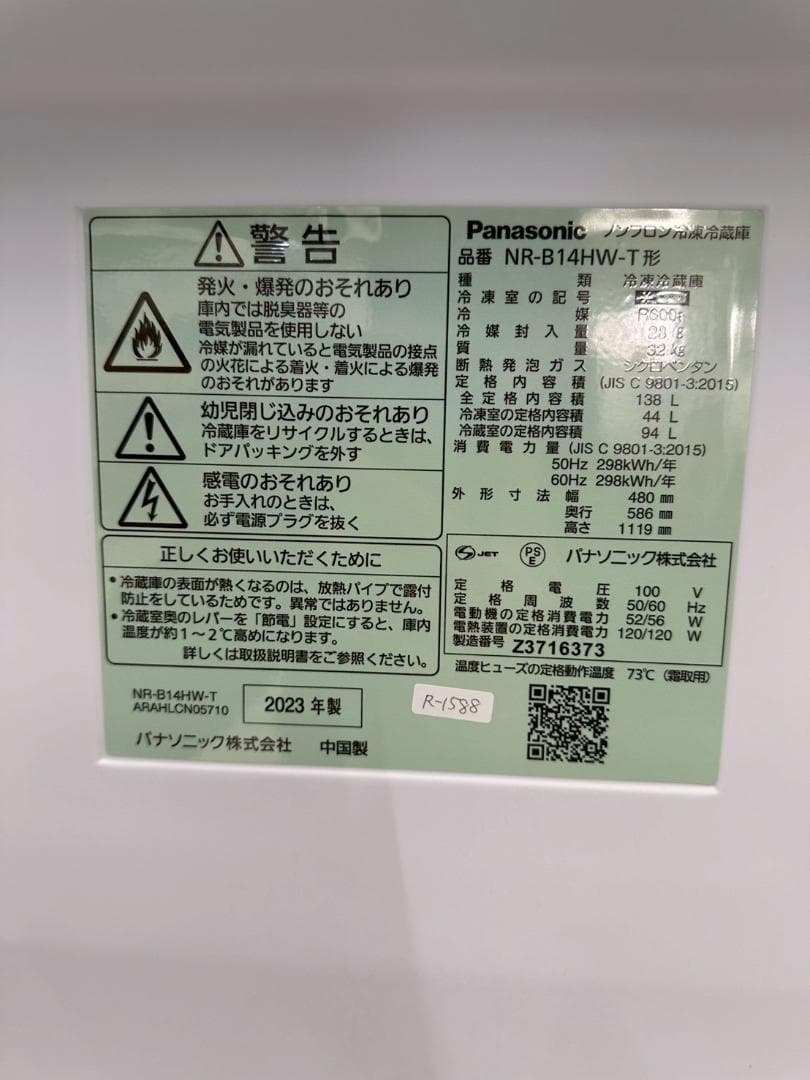 警告
発火・爆発のおそれあり
庫内では脱臭器等の
電気製品を使用しない
冷媒が漏れていると電気製品の接点
の火花による着火・着火による爆発
のおそれがあります
幼児閉じ込みのおそれあり
冷蔵庫をリサイクルするときは、
ドアパッキングを外す
感電のおそれあり
お手入れのときは、
必ず電源プラグを抜く
正しくお使いいただくために
•冷蔵庫の表面が熱くなるのは、放熱パイプで露付
防止をしているためです。異常ではありません。
•冷蔵室奥のレバーを「節電」設定にすると、庫内
温度が約1～2℃高めになります。
詳しくは取扱説明書をご参照ください。
NR-B14HW-T
ARAHLCN05710
2023 年製
パナソニック株式会社 中国製
Panasonic ノンフロン冷凍冷蔵庫
品番 NR-B14HW-T形
種類 冷凍冷蔵庫
冷凍室の記号
冷媒 R600a
冷媒封入量 28 g
質量 32 kg
断熱発泡ガス シクロペンタン
定格内容積 (JIS C 9801-3:2015)
全定格内容積 138 L
冷凍室の定格内容積 44 L
冷蔵室の定格内容積 94 L
消費電力量 (JIS C 9801-3:2015)
50Hz 298kWh/年
60Hz 298kWh/年
外形寸法 幅 480 mm
奥行 586 mm
高さ 1119 mm
S JET PS E パナソニック株式会社
定格電圧 100 V
定格周波数 50/60 Hz
電動機の定格消費電力 52/56 W
電熱装置の定格消費電力 120/120 W
製造番号 Z3716373
温度ヒューズの定格動作温度 73℃ (霜取用)
R-1588